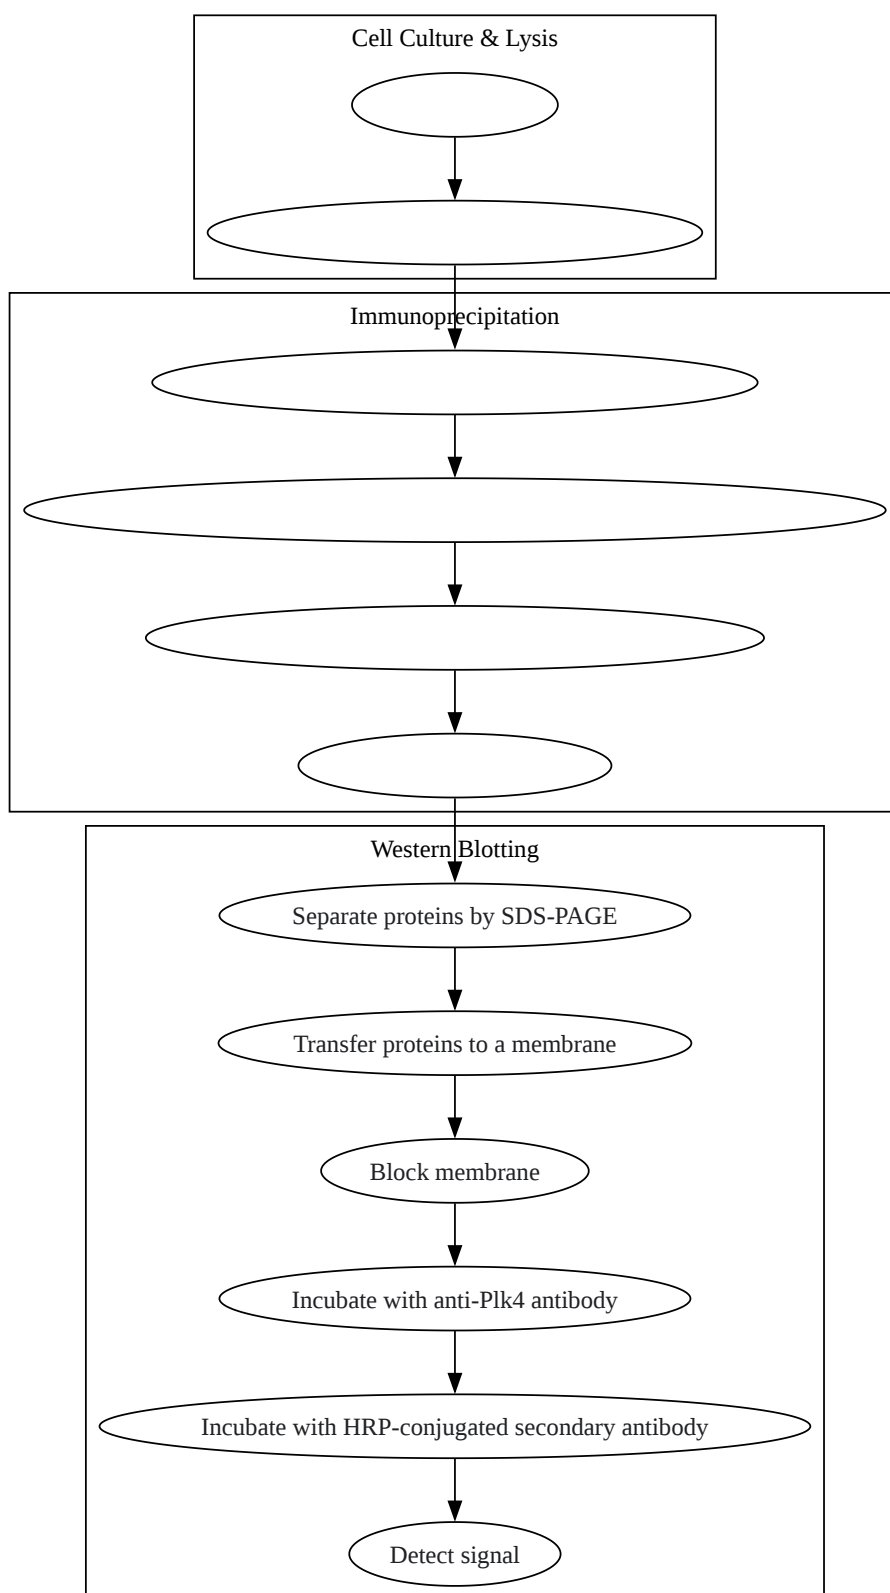 Cell Culture & Lysis
Immunoprecipitation
Western Blotting
Separate proteins by SDS-PAGE
Transfer proteins to a membrane
Block membrane
Incubate with anti-Plk4 antibody
Incubate with HRP-conjugated secondary antibody
Detect signal